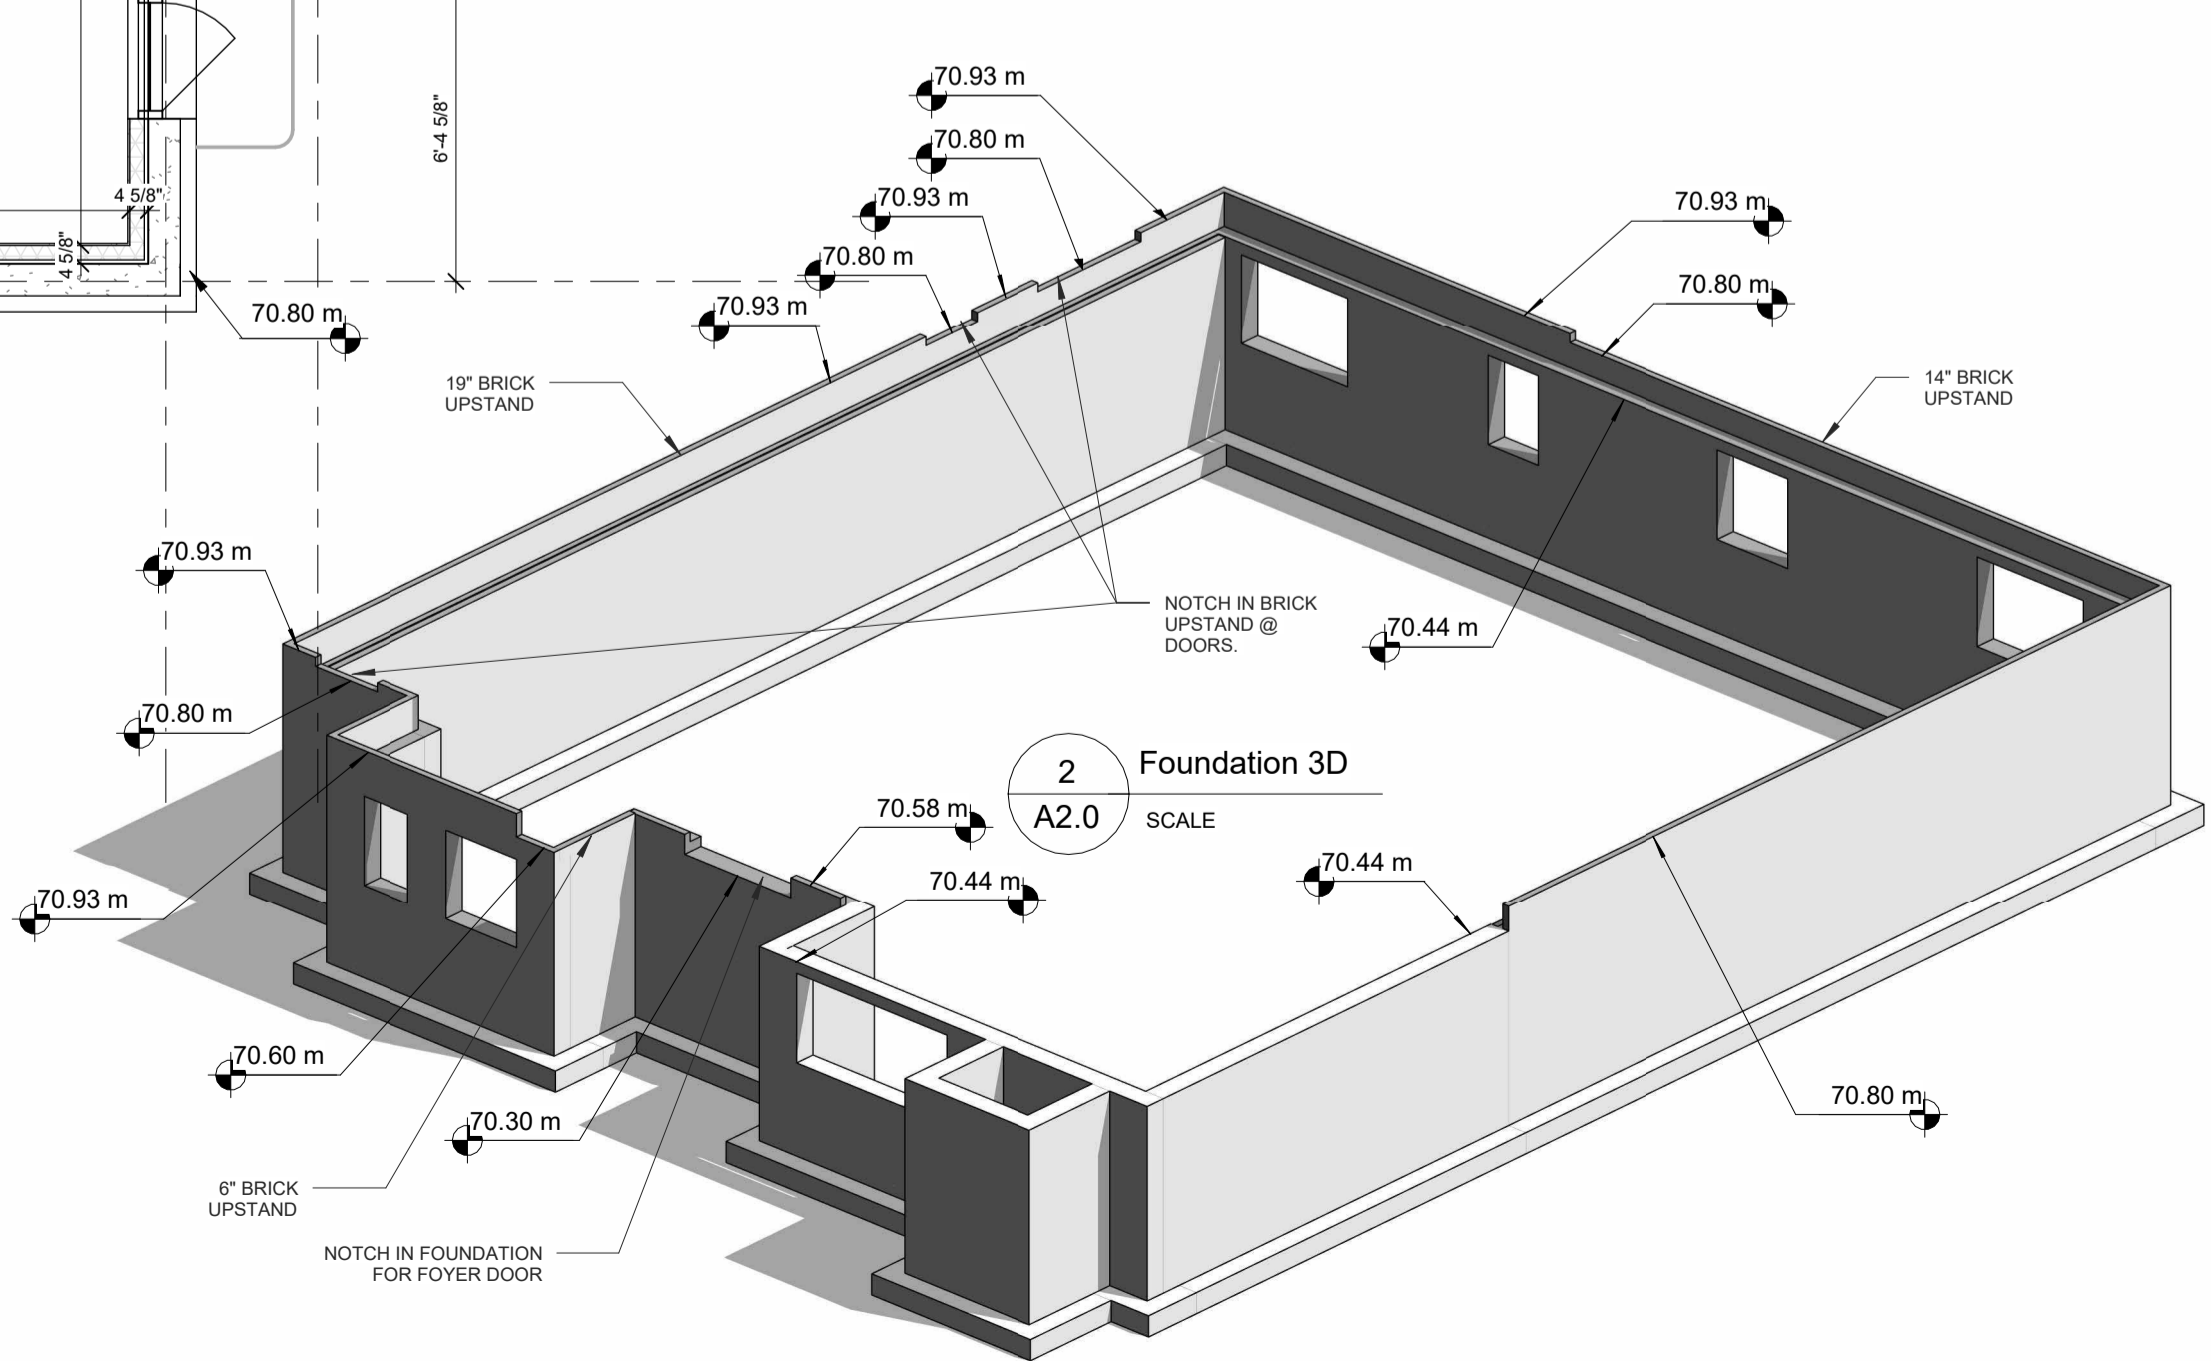 6'-4 5/8"
4 5/8"
4 5/8"
70.80 m
70.93 m
70.80 m
70.93 m
70.80 m
70.93 m
70.93 m
70.80 m
19" BRICK
UPSTAND
14" BRICK
UPSTAND
70.93 m
NOTCH IN BRICK
UPSTAND @
DOORS.
70.44 m
70.80 m
2
A2.0
Foundation 3D
SCALE
70.58 m
70.44 m
70.44 m
70.93 m
70.60 m
70.30 m
70.80 m
6" BRICK
UPSTAND
NOTCH IN FOUNDATION
FOR FOYER DOOR